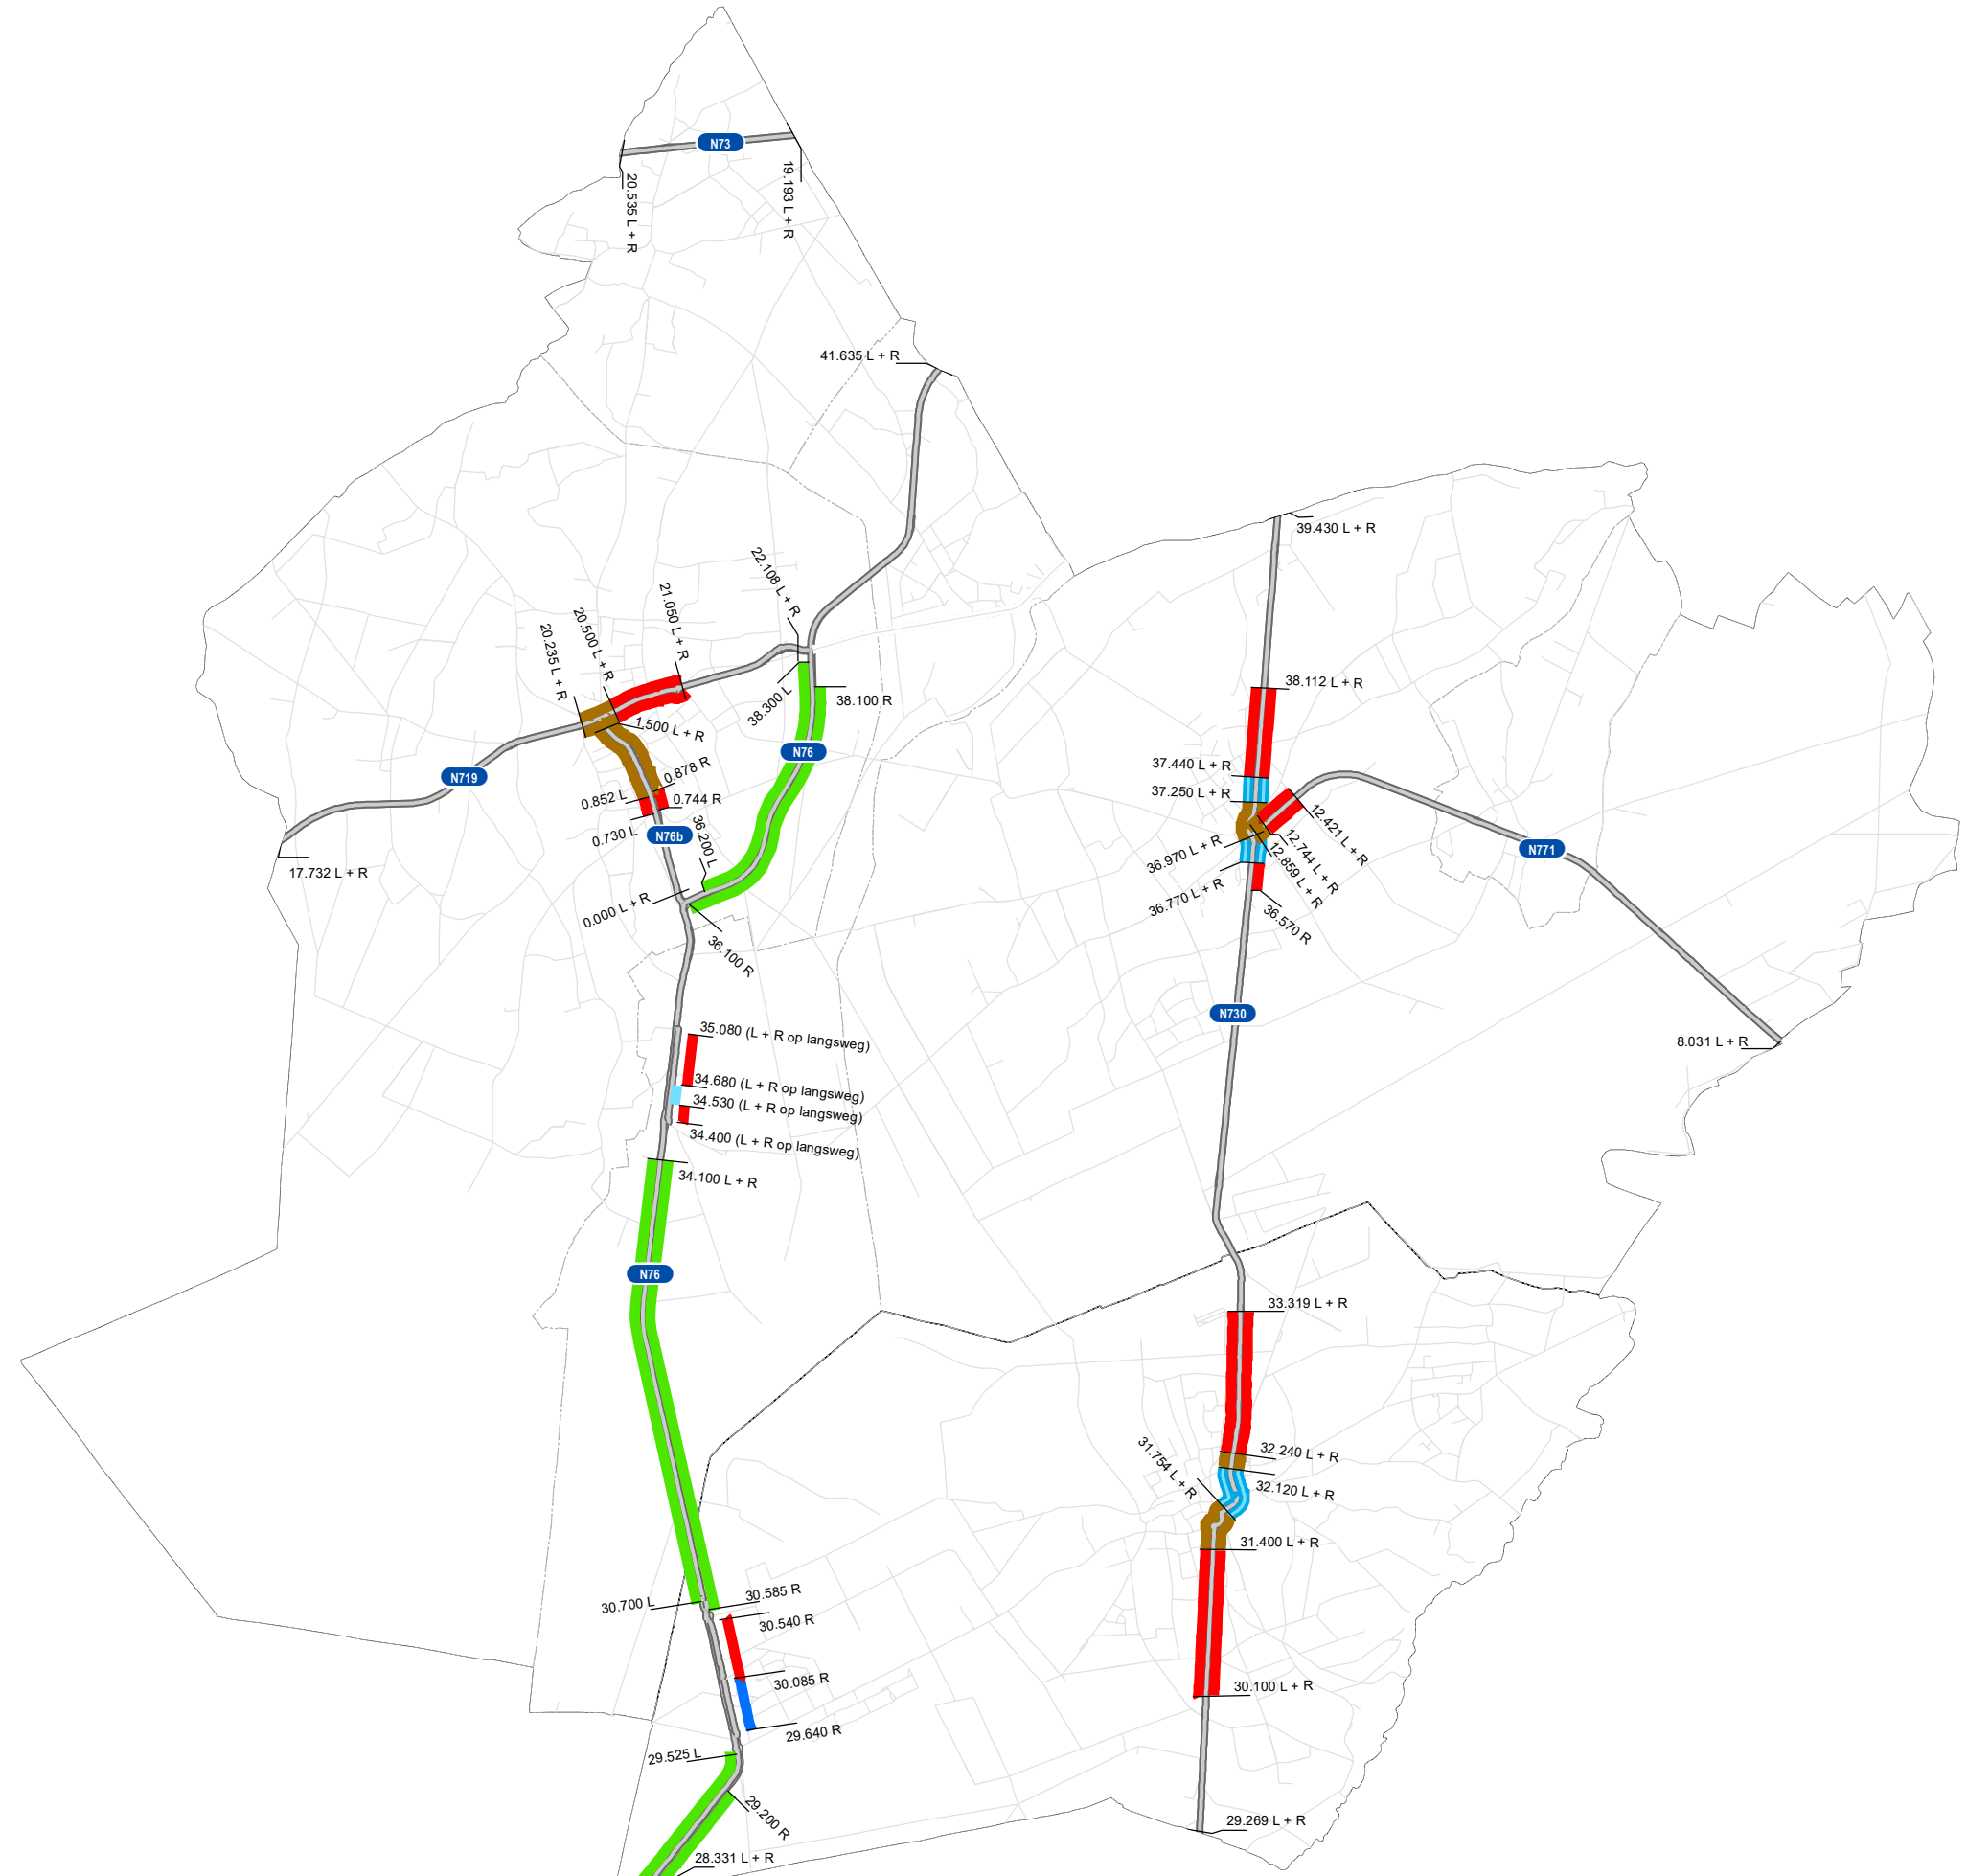 N73
19.193 L + R
20.535 L + R
41.635 L + R
39.430 L + R
22.108 L + R
21.050 L + R
20.500 L + R
20.235 L + R
38.112 L + R
38.300 L
38.100 R
1.500 L + R
N76
37.440 L + R
0.878 R
N719
37.250 L + R
0.852 L
0.744 R
12.421 L + R
0.730 L
N76b
36.200 L
N771
12.744 L + R
36.970 L + R
12.859 L + R
17.732 L + R
36.770 L + R
0.000 L + R
36.570 R
36.100 R
N730
35.080 (L + R op langsweg)
8.031 L + R
34.680 (L + R op langsweg)
34.530 (L + R op langsweg)
34.400 (L + R op langsweg)
34.100 L + R
N76
33.319 L + R
32.240 L + R
31.754 L + R
32.120 L + R
31.400 L + R
30.585 R
30.700 L
30.540 R
30.085 R
30.100 L + R
29.640 R
29.525 L
29.200 R
29.269 L + R
28.331 L + R